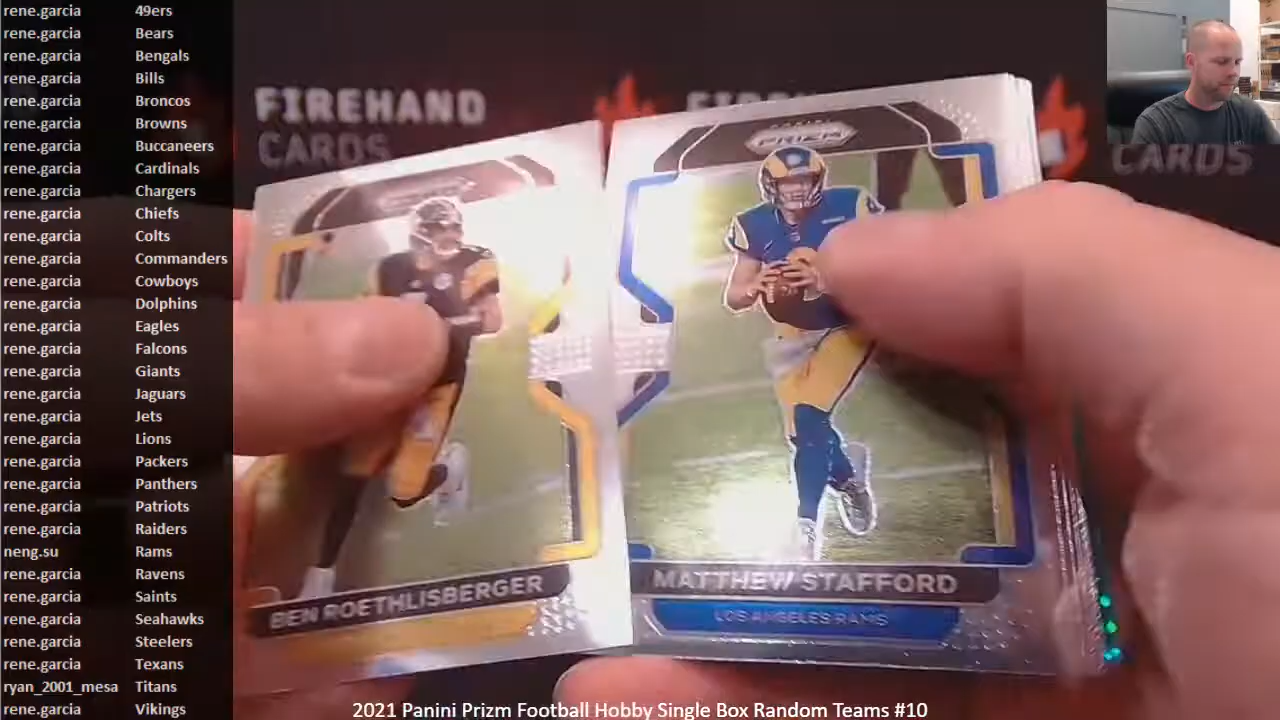 rene.garcia 49ers
rene.garcia Bears
rene.garcia Bengals
rene.garcia Bills
rene.garcia Broncos
rene.garcia Browns
rene.garcia Buccaneers
rene.garcia Cardinals
rene.garcia Chargers
rene.garcia Chiefs
rene.garcia Colts
rene.garcia Commanders
rene.garcia Cowboys
rene.garcia Dolphins
rene.garcia Eagles
rene.garcia Falcons
rene.garcia Giants
rene.garcia Jaguars
rene.garcia Jets
rene.garcia Lions
rene.garcia Packers
rene.garcia Panthers
rene.garcia Patriots
rene.garcia Raiders
neng.su Rams
rene.garcia Ravens
rene.garcia Saints
rene.garcia Seahawks
rene.garcia Steelers
rene.garcia Texans
ryan_2001_mesa Titans
rene.garcia Vikings
FIREHAND
CARDS
CARDS
PRIZM
BEN ROETHLISBERGER
MATTHEW STAFFORD
LOS ANGELES RAMS
2021 Panini Prizm Football Hobby Single Box Random Teams #10